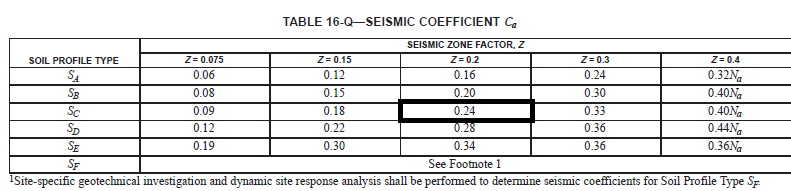 TABLE 16-Q—SEISMIC COEFFICIENT Ca
SEISMIC ZONE FACTOR, Z
SOIL PROFILE TYPE Z = 0.075 Z = 0.15 Z = 0.2 Z = 0.3 Z = 0.4
SA 0.06 0.12 0.16 0.24 0.32Na
SB 0.08 0.15 0.20 0.30 0.40Na
SC 0.09 0.18 0.24 0.33 0.40Na
SD 0.12 0.22 0.28 0.36 0.44Na
SE 0.19 0.30 0.34 0.36 0.36Na
SF See Footnote 1
1Site-specific geotechnical investigation and dynamic site response analysis shall be performed to determine seismic coefficients for Soil Profile Type SF.